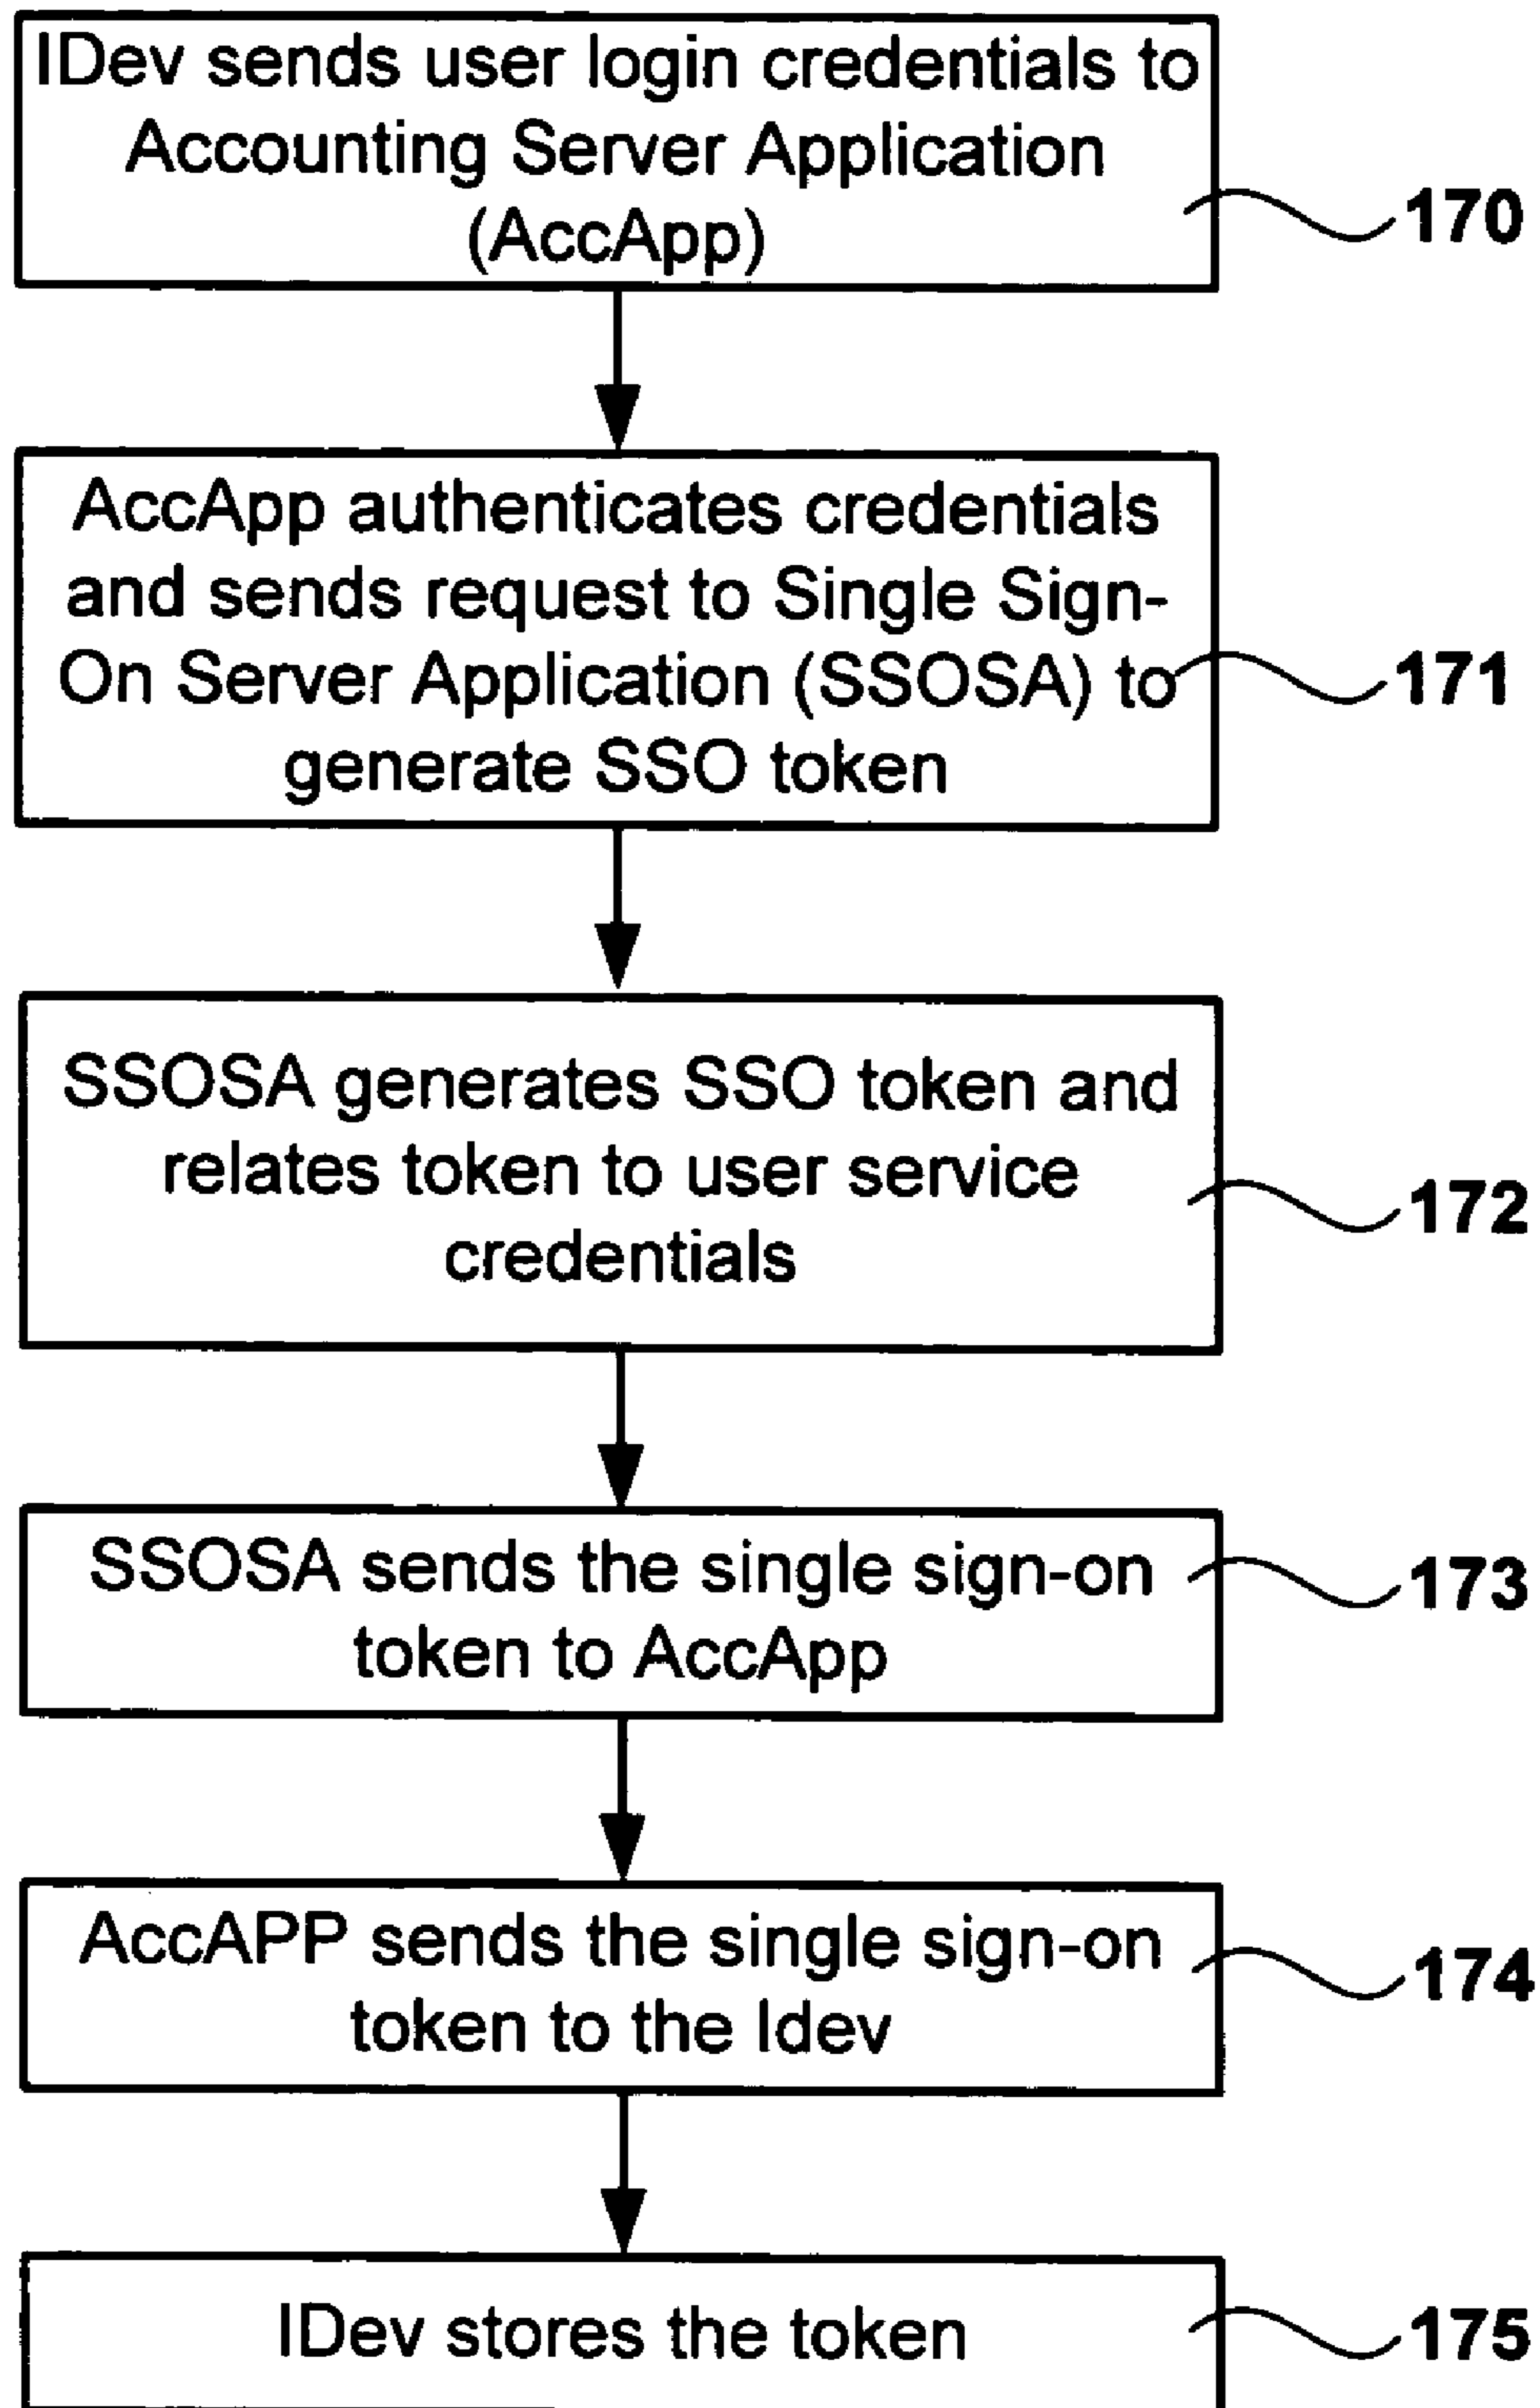 IDev sends user login credentials to
Accounting Server Application
(AccApp)
170
AccApp authenticates credentials
and sends request to Single Sign-
On Server Application (SSOSA) to
generate SSO token
171
SSOSA generates SSO token and
relates token to user service
credentials
172
SSOSA sends the single sign-on
token to AccApp
173
AccAPP sends the single sign-on
token to the Idev
174
IDev stores the token
175